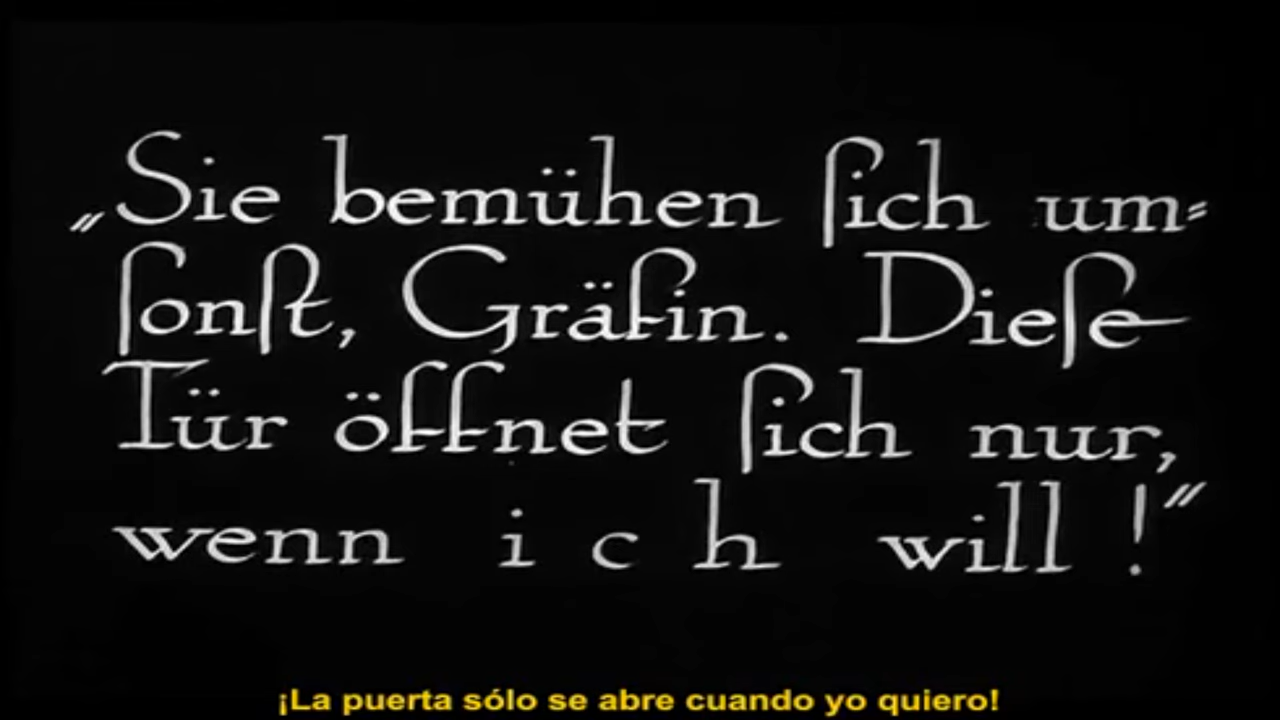 „Sie bemühen ſich um⸗
ſonſt, Gräfin. Dieſe
Tür öffnet ſich nur,
wenn i c h will !“
¡La puerta sólo se abre cuando yo quiero!